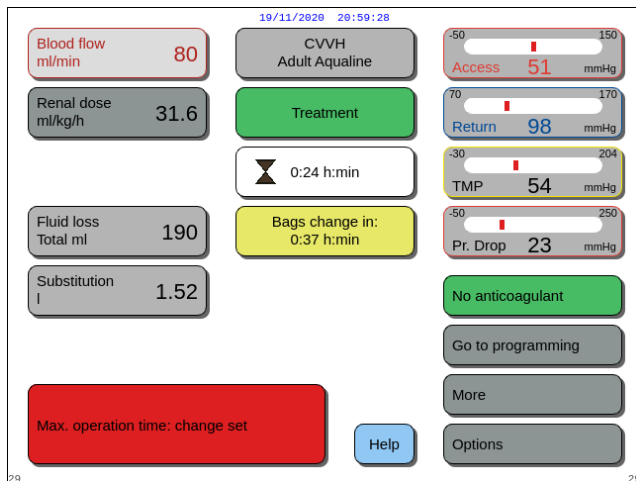 19/11/2020 20:59:28
Blood flow
ml/min
80
CVVH
Adult Aqualine
-50
150
Access
51
mmHg
Renal dose
ml/kg/h
31.6
Treatment
70
170
Return
98
mmHg
0:24 h:min
-30
204
TMP
54
mmHg
Fluid loss
Total ml
190
Bags change in:
0:37 h:min
-50
250
Pr. Drop
23
mmHg
Substitution
l
1.52
No anticoagulant
Go to programming
More
Max. operation time: change set
Help
Options
29